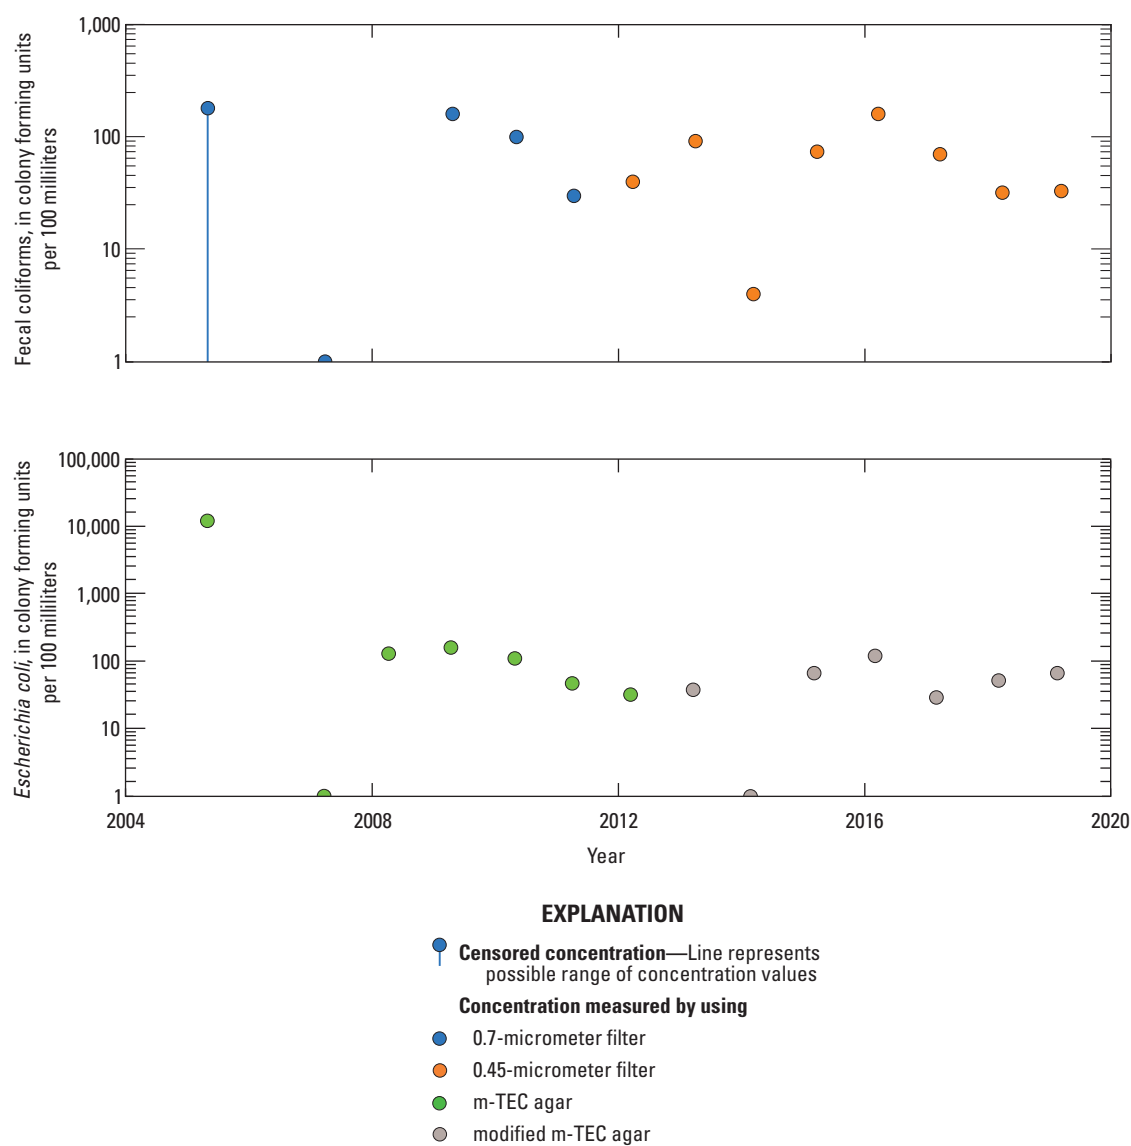 Fecal coliforms, in colony forming units
per 100 milliliters
1,000
100
10
1
Escherichia coli, in colony forming units
per 100 milliliters
100,000
10,000
1,000
100
10
1
2004 2008 2012 2016 2020
Year
EXPLANATION
Censored concentration—Line represents
possible range of concentration values
Concentration measured by using
0.7-micrometer filter
0.45-micrometer filter
m-TEC agar
modified m-TEC agar